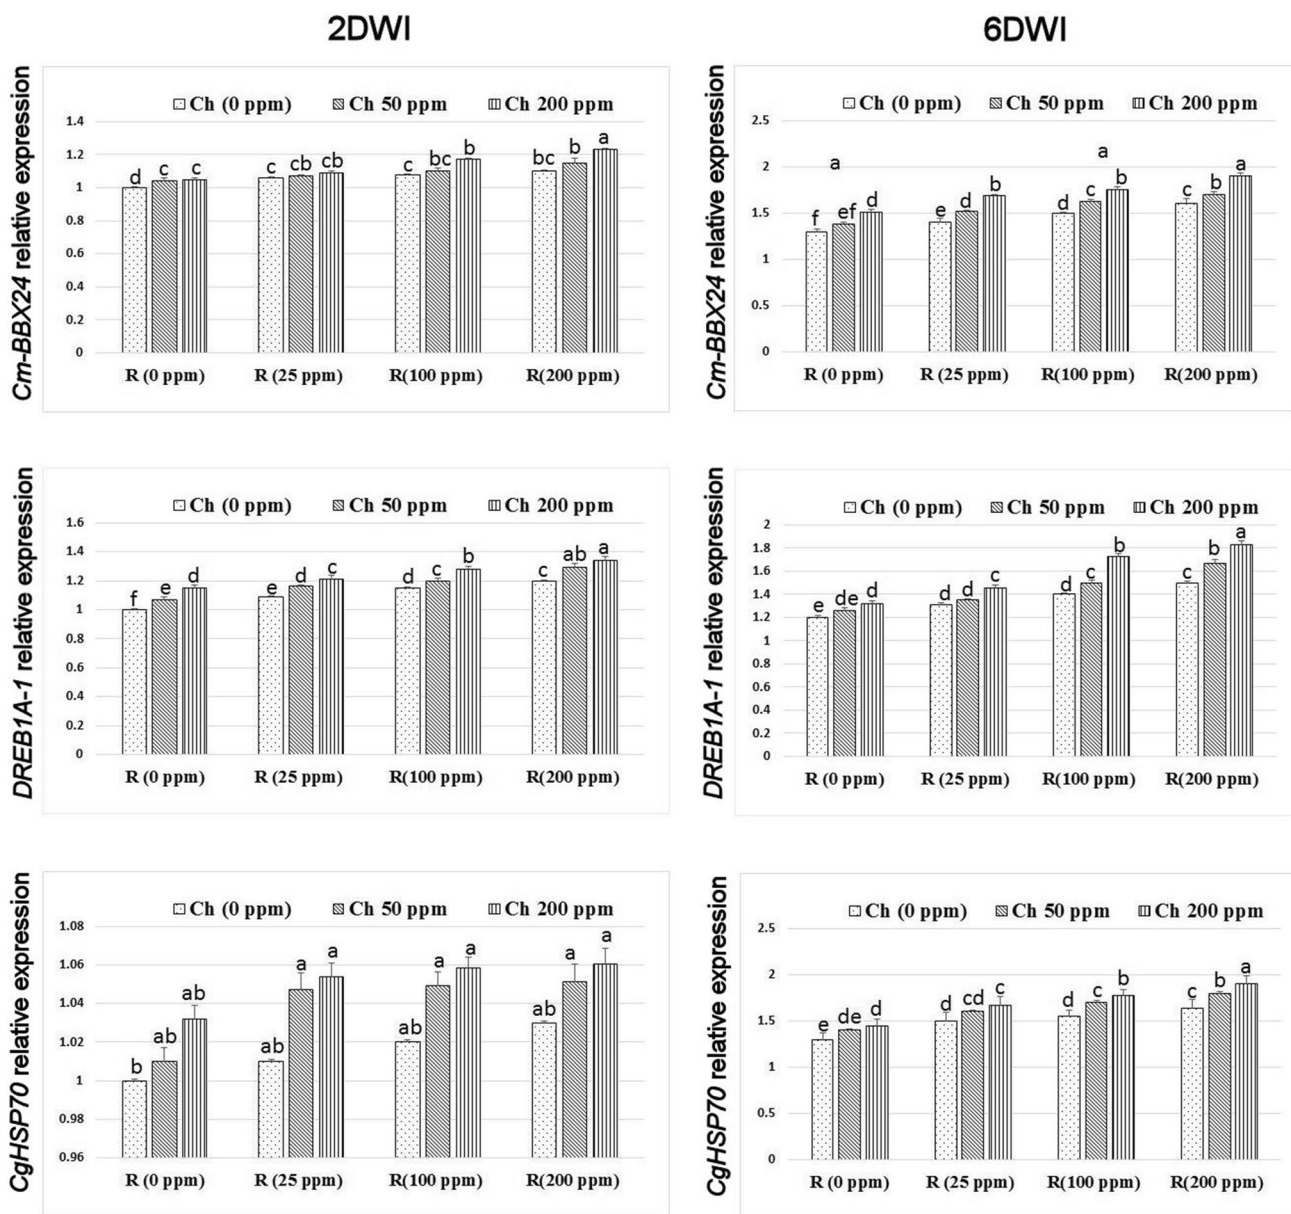 2DWI
6DWI
Cm-BBX24 relative expression
Ch (0 ppm) Ch 50 ppm Ch 200 ppm
1.4
1.2
1
0.8
0.6
0.4
0.2
0
d c c c cb cb c bc b bc b a
R (0 ppm) R (25 ppm) R(100 ppm) R(200 ppm)
Cm-BBX24 relative expression
Ch (0 ppm) Ch 50 ppm Ch 200 ppm
2.5
2
1.5
1
0.5
0
a a
f ef d e d b d c b c b a
R (0 ppm) R (25 ppm) R(100 ppm) R(200 ppm)
DREB1A-1 relative expression
Ch (0 ppm) Ch 50 ppm Ch 200 ppm
1.6
1.4
1.2
1
0.8
0.6
0.4
0.2
0
f e d e d c d c b c ab a
R (0 ppm) R (25 ppm) R(100 ppm) R(200 ppm)
DREB1A-1 relative expression
Ch (0 ppm) Ch 50 ppm Ch 200 ppm
2
1.8
1.6
1.4
1.2
1
0.8
0.6
0.4
0.2
0
e de d d d c d c b c b a
R (0 ppm) R (25 ppm) R(100 ppm) R(200 ppm)
CgHSP70 relative expression
Ch (0 ppm) Ch 50 ppm Ch 200 ppm
1.08
1.06
1.04
1.02
1
0.98
0.96
b ab ab ab a a ab a a ab a a
R (0 ppm) R (25 ppm) R(100 ppm) R(200 ppm)
CgHSP70 relative expression
Ch (0 ppm) Ch 50 ppm Ch 200 ppm
2.5
2
1.5
1
0.5
0
e de d d cd c d c b c b a
R (0 ppm) R (25 ppm) R(100 ppm) R(200 ppm)